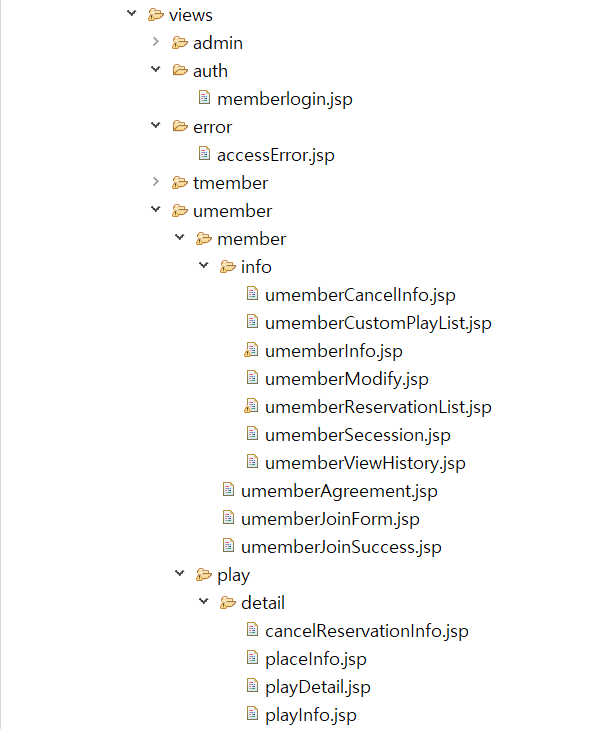 views
admin
auth
memberlogin.jsp
error
accessError.jsp
tmember
umember
member
info
umemberCancelInfo.jsp
umemberCustomPlayList.jsp
umemberInfo.jsp
umemberModify.jsp
umemberReservationList.jsp
umemberSecession.jsp
umemberViewHistory.jsp
umemberAgreement.jsp
umemberJoinForm.jsp
umemberJoinSuccess.jsp
play
detail
cancelReservationInfo.jsp
placeInfo.jsp
playDetail.jsp
playInfo.jsp